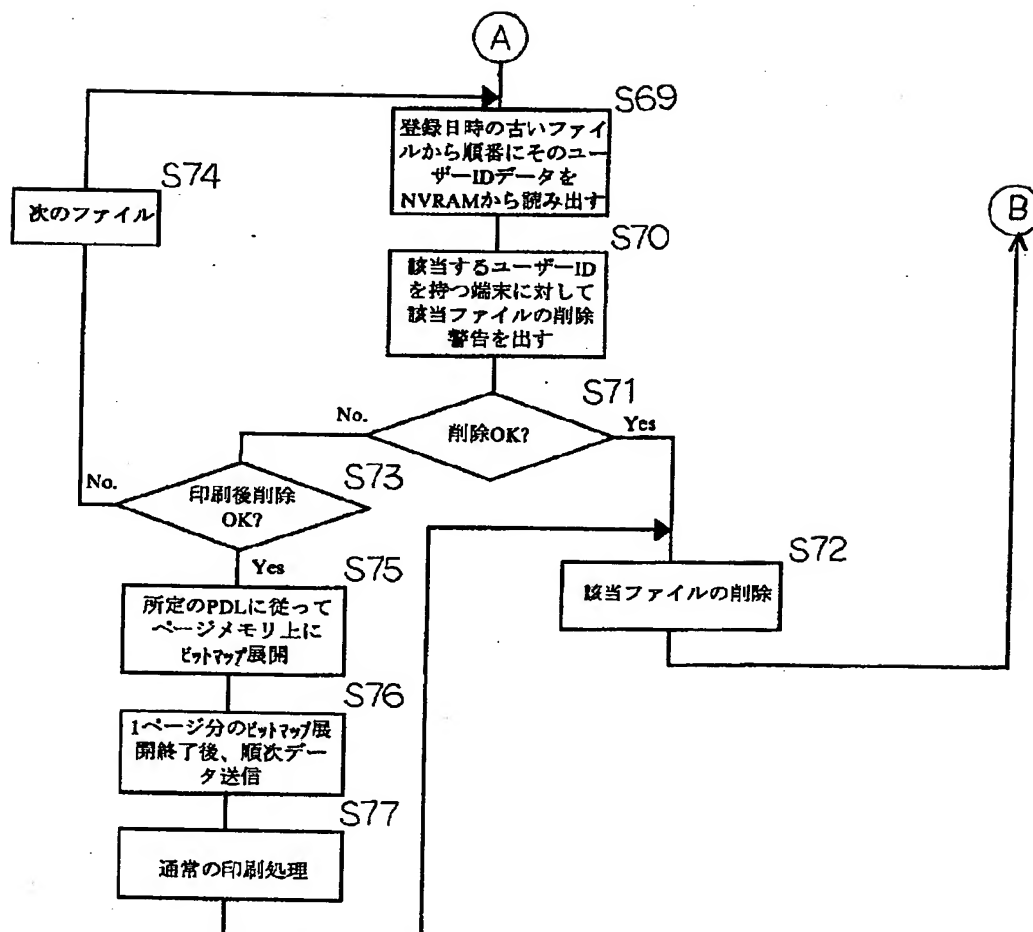 A
S69
登録日時の古いファイ
ルから順番にそのユー
ザーIDデータを
NVRAMから読み出す
S74
次のファイル
B
S70
該当するユーザーID
を持つ端末に対して
該当ファイルの削除
警告を出す
S71
No.
削除OK?
Yes
S73
No.
印刷後削除
OK?
Yes
S72
該当ファイルの削除
S75
所定のPDLに従って
ページメモリ上に
ビットマップ展開
S76
1ページ分のビットマップ展
開終了後、順次デー
タ送信
S77
通常の印刷処理